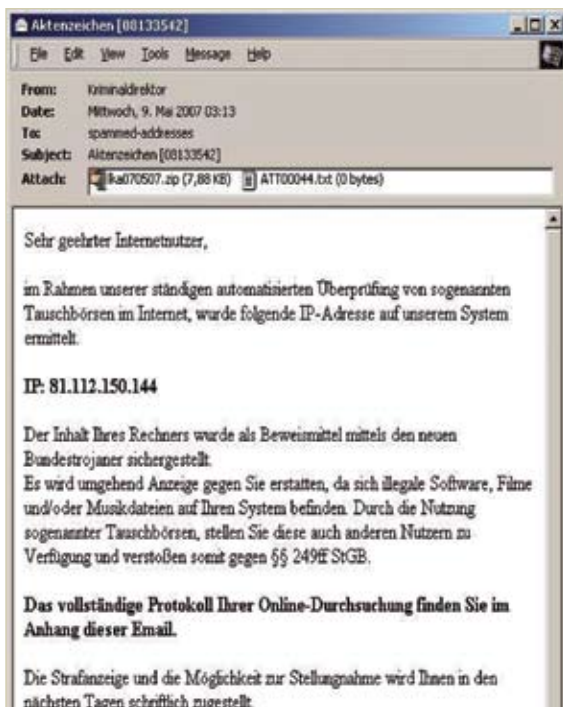 Aktenzeichen [08133542]
File Edit View Tools Message Help
From: Kriminaldirektor
Date: Mittwoch, 9. Mai 2007 03:13
To: spammed-addresses
Subject: Aktenzeichen [08133542]
Attach: lka070507.zip (7,88 KB) ATT00044.txt (0 bytes)
Sehr geehrter Internetnutzer,
im Rahmen unserer ständigen automatisierten Überprüfung von sogenannten
Tauschbörsen im Internet, wurde folgende IP-Adresse auf unserem System
ermittelt.
IP: 81.112.150.144
Der Inhalt Ihres Rechners wurde als Beweismittel mittels den neuen
Bundestrojaner sichergestellt.
Es wird umgehend Anzeige gegen Sie erstatten, da sich illegale Software, Filme
und/oder Musikdateien auf Ihren System befinden. Durch die Nutzung
sogenannter Tauschbörsen, stellen Sie diese auch anderen Nutzern zu
Verfügung und verstoßen somit gegen §§ 249ff StGB.
Das vollständige Protokoll Ihrer Online-Durchsuchung finden Sie im
Anhang dieser Email.
Die Strafanzeige und die Möglichkeit zur Stellungnahme wird Ihnen in den
nächsten Tagen schriftlich zugestellt.